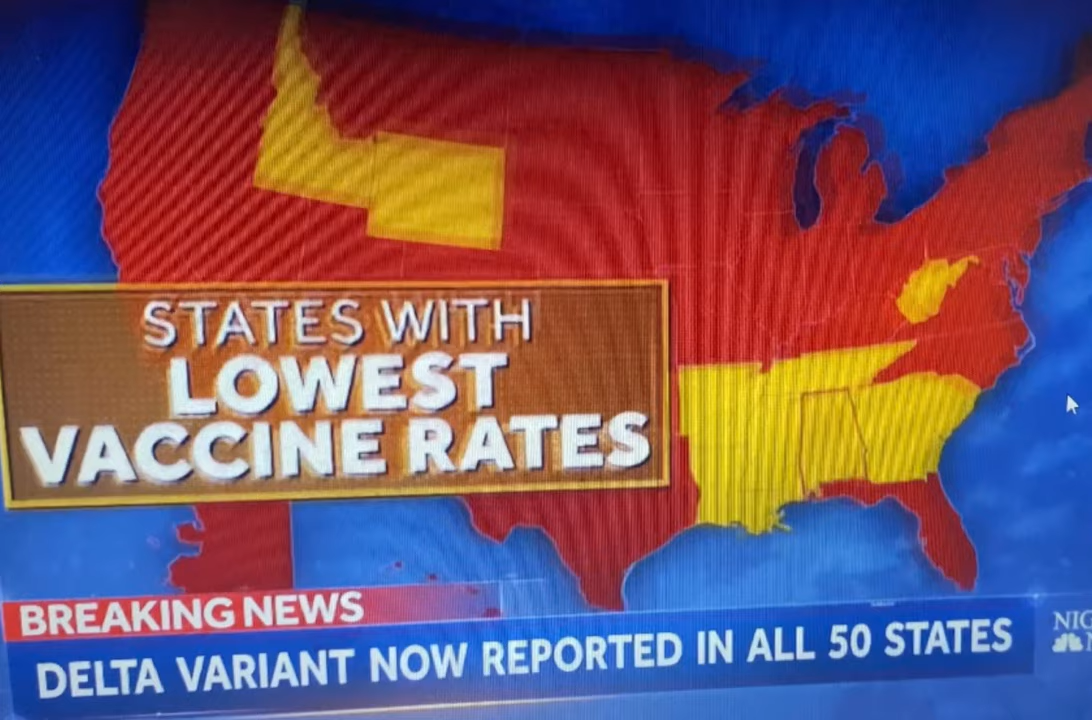 STATES WITH
LOWEST
VACCINE RATES
BREAKING NEWS
DELTA VARIANT NOW REPORTED IN ALL 50 STATES